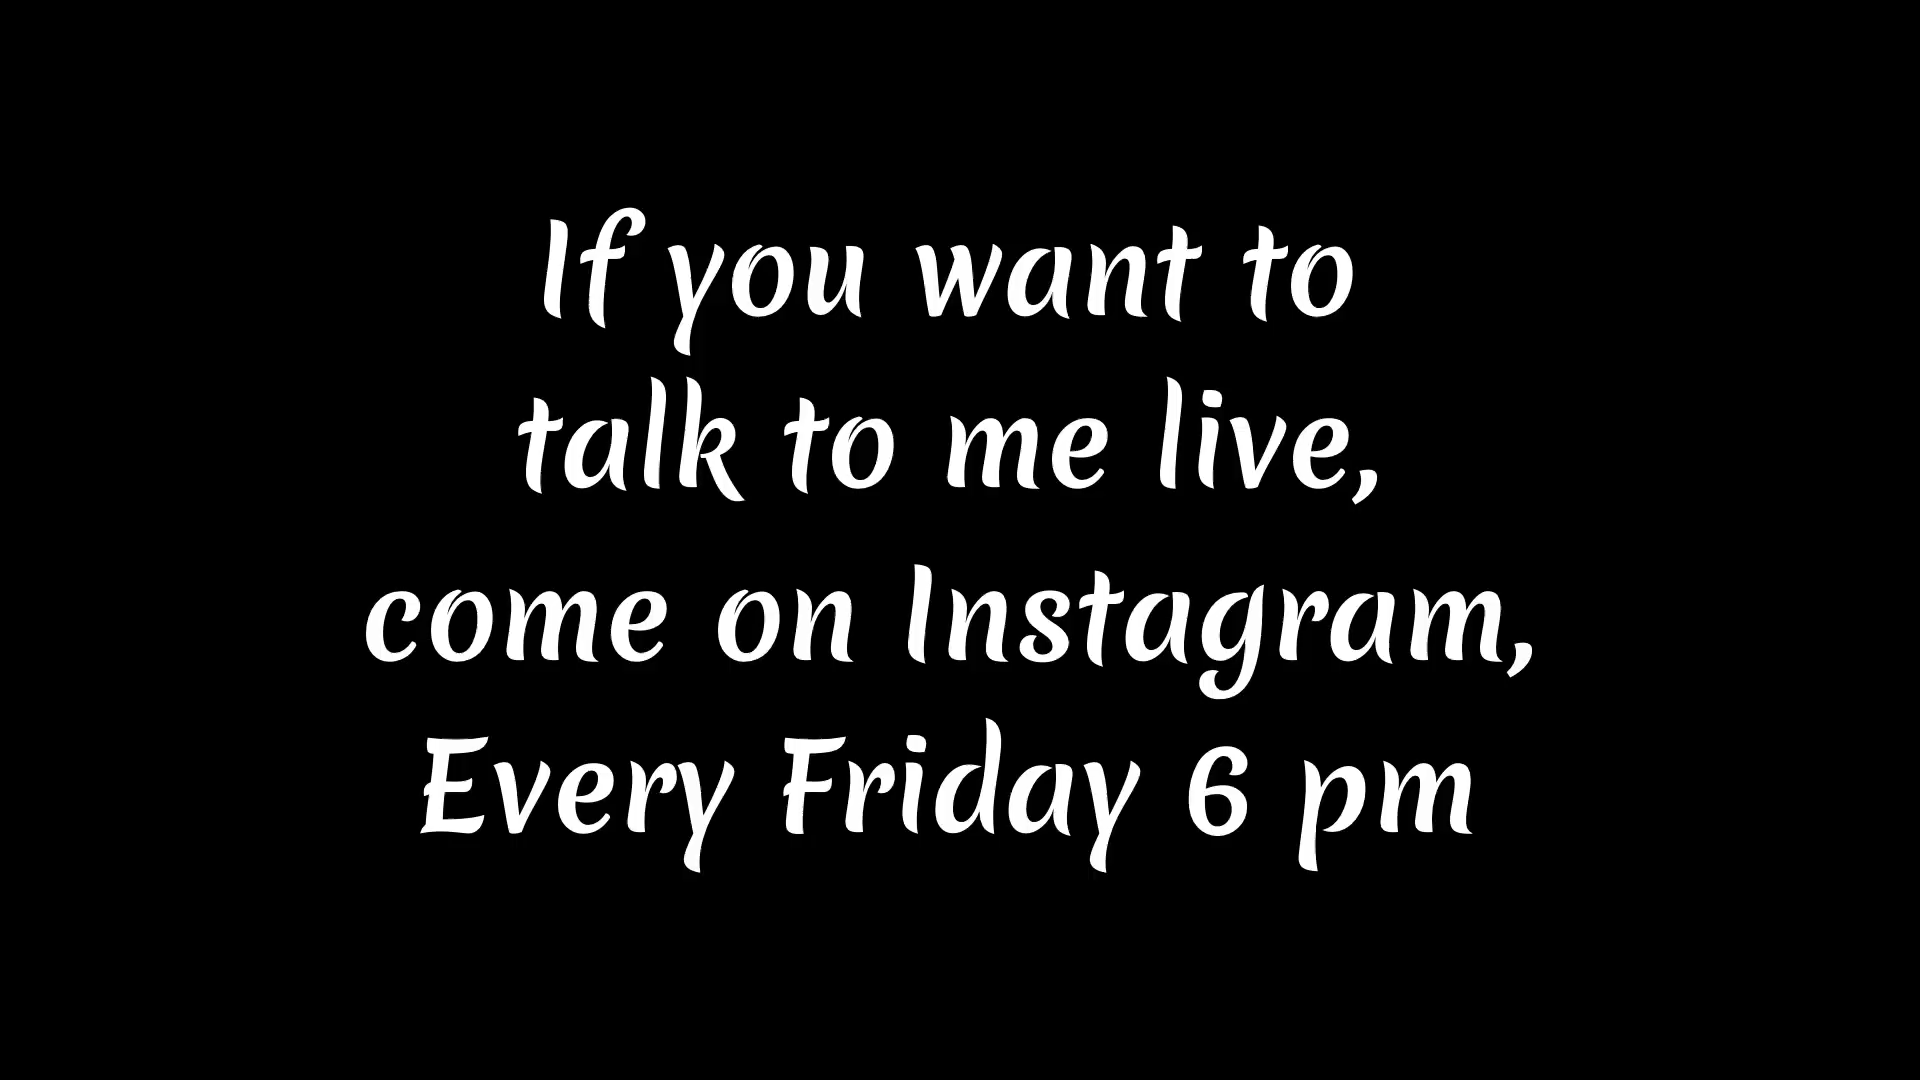 If you want to
talk to me live,
come on Instagram,
Every Friday 6 pm